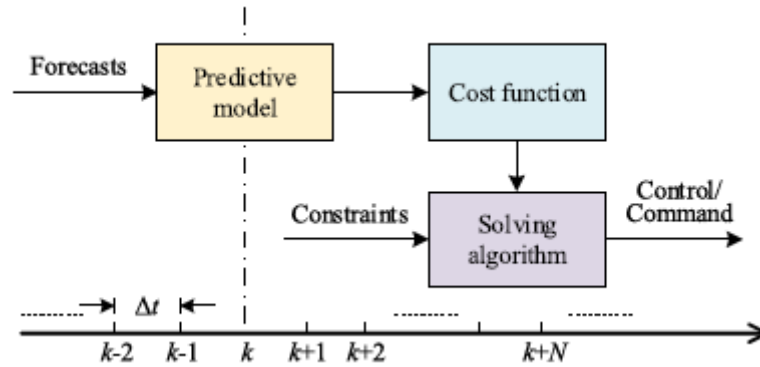 Forecasts
Predictive
model
Cost function
Constraints
Solving
algorithm
Control/
Command
Δt
k-2 k-1 k k+1 k+2 k+N